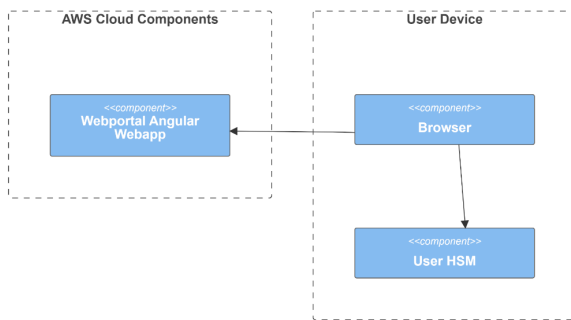 AWS Cloud Components
User Device
<<component>>
Webportal Angular
Webapp
<<component>>
Browser
<<component>>
User HSM